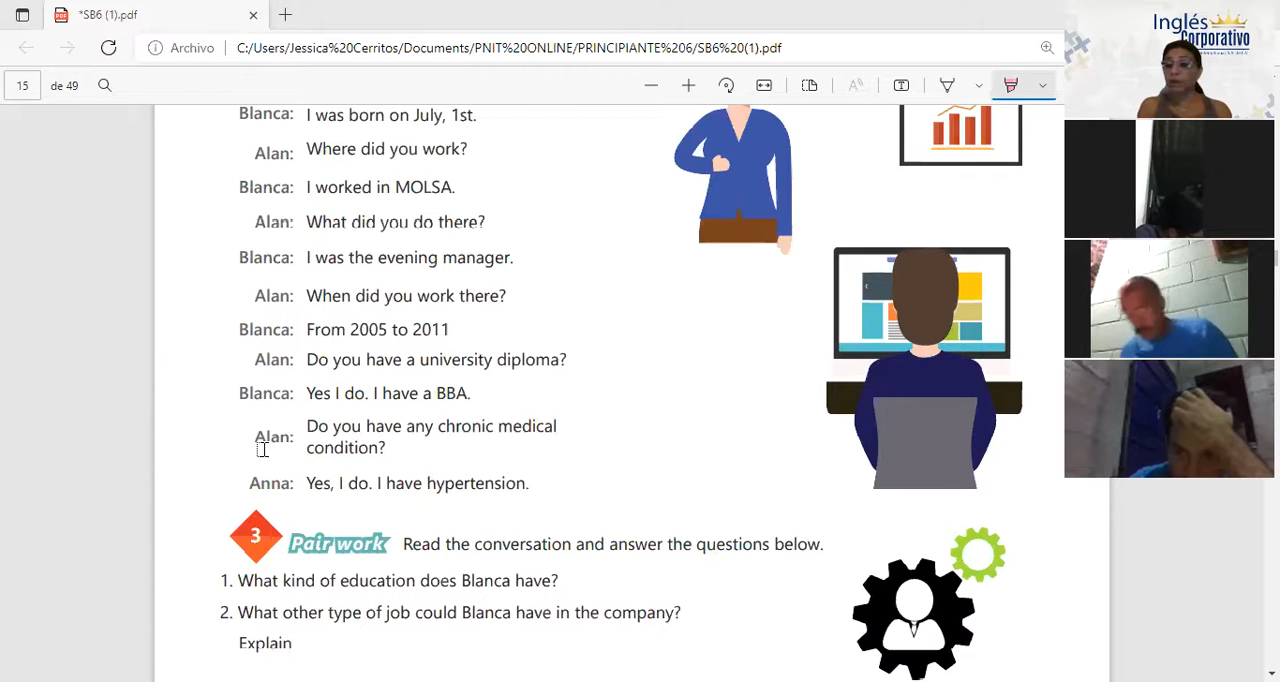 *SB6 (1).pdf
Archivo
C:/Users/Jessica%20Cerritos/Documents/PNIT%20ONLINE/PRINCIPIANTE%206/SB6%20(1).pdf
15 de 49
Inglés
Corporativo
Blanca: I was born on July, 1st.
Alan: Where did you work?
Blanca: I worked in MOLSA.
Alan: What did you do there?
Blanca: I was the evening manager.
Alan: When did you work there?
Blanca: From 2005 to 2011
Alan: Do you have a university diploma?
Blanca: Yes I do. I have a BBA.
Alan: Do you have any chronic medical
condition?
Anna: Yes, I do. I have hypertension.
3 Pair work Read the conversation and answer the questions below.
1. What kind of education does Blanca have?
2. What other type of job could Blanca have in the company?
Explain